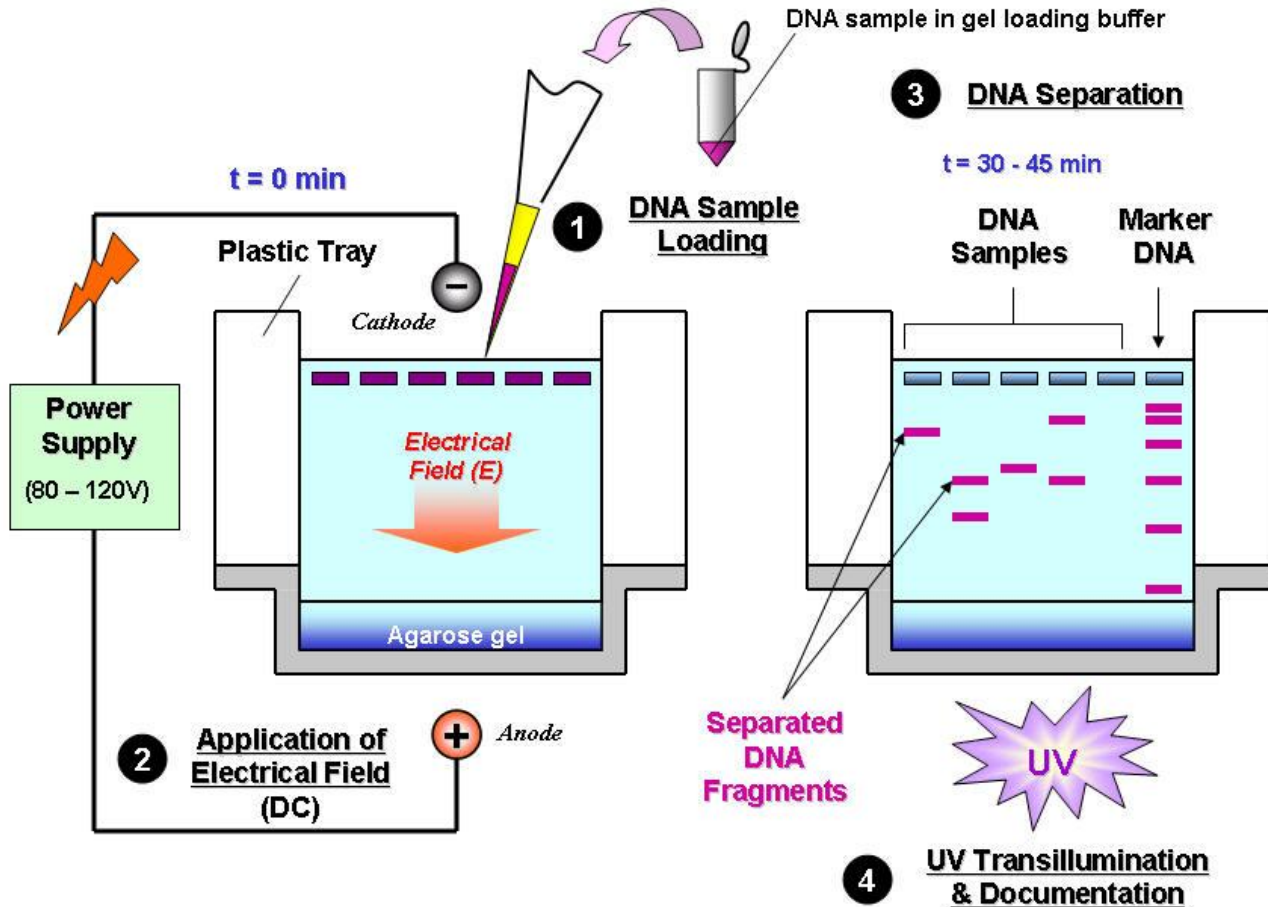 DNA sample in gel loading buffer
3 DNA Separation
t = 0 min
t = 30 - 45 min
1 DNA Sample
Loading
DNA
Samples
Marker
DNA
Plastic Tray
−
Cathode
Power
Supply
(80 – 120V)
Electrical
Field (E)
Agarose gel
2 Application of
Electrical Field
(DC)
+
Anode
Separated
DNA
Fragments
UV
4 UV Transillumination
& Documentation